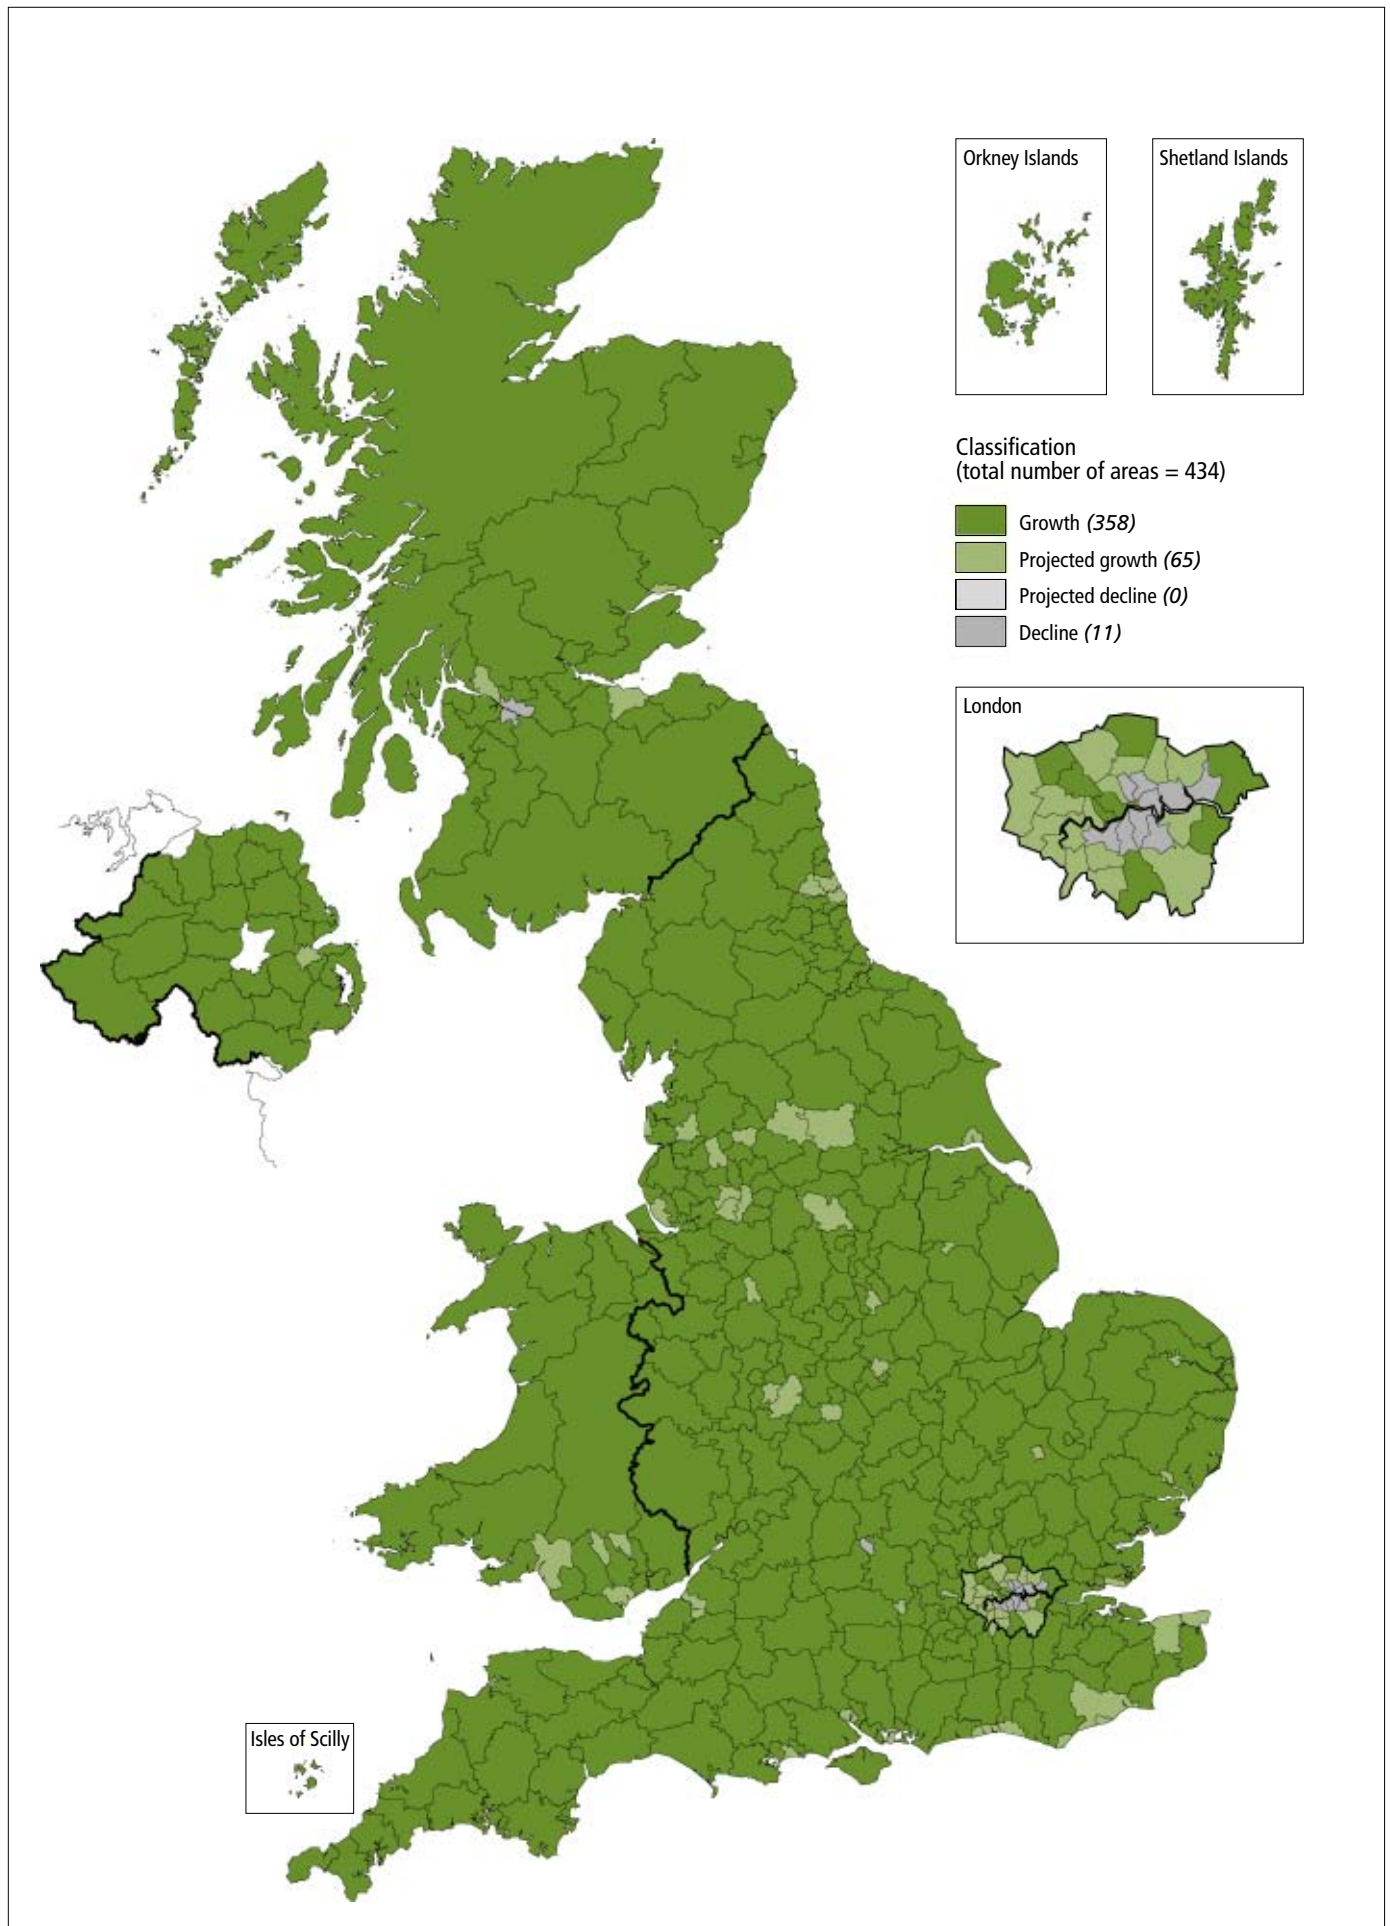 Orkney Islands
Shetland Islands
Classification
(total number of areas = 434)
Growth (358)
Projected growth (65)
Projected decline (0)
Decline (11)
London
Isles of Scilly